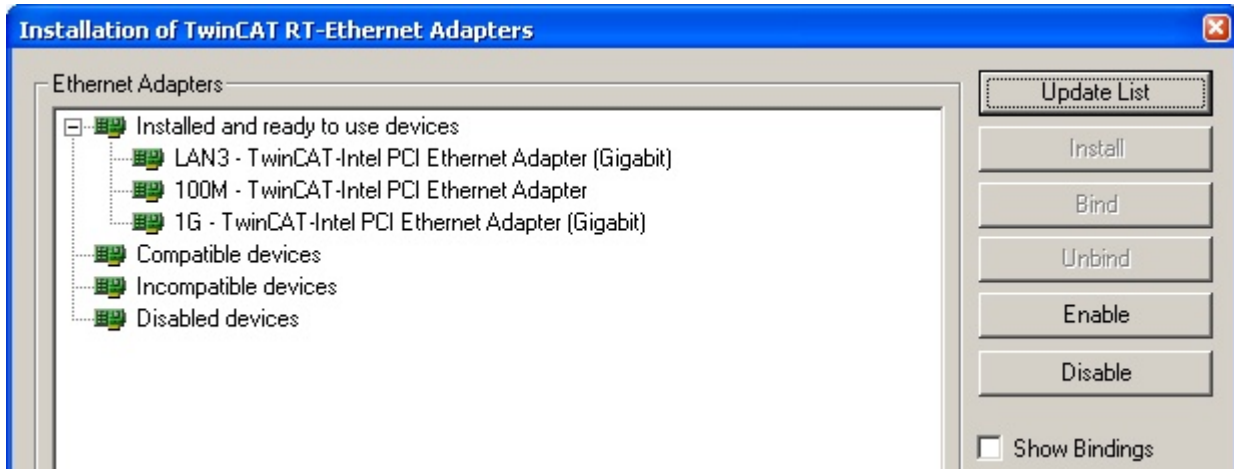 Installation of TwinCAT RT-Ethernet Adapters
Ethernet Adapters
Installed and ready to use devices
LAN3 - TwinCAT-Intel PCI Ethernet Adapter (Gigabit)
100M - TwinCAT-Intel PCI Ethernet Adapter
1G - TwinCAT-Intel PCI Ethernet Adapter (Gigabit)
Compatible devices
Incompatible devices
Disabled devices
Update List
Install
Bind
Unbind
Enable
Disable
Show Bindings